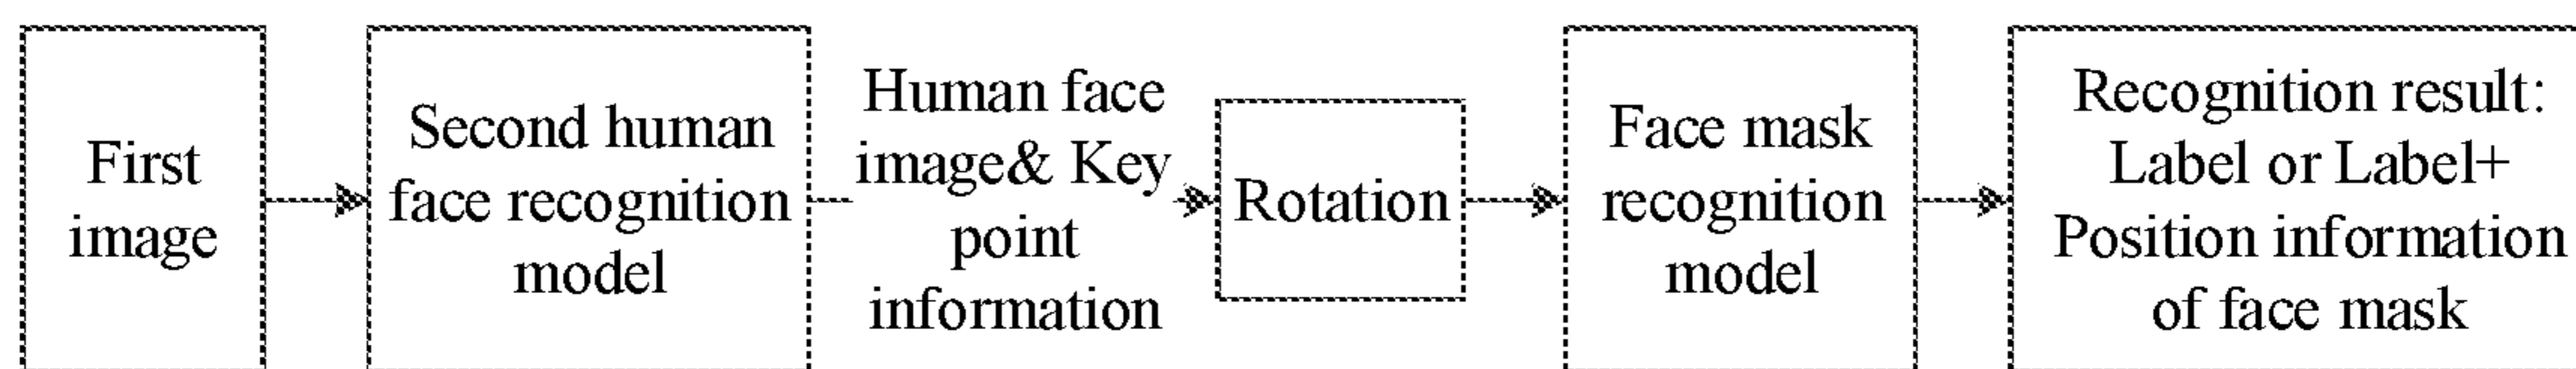 First
image
Second human
face recognition
model
Human face
image& Key
point
information
Rotation
Face mask
recognition
model
Recognition result:
Label or Label+
Position information
of face mask